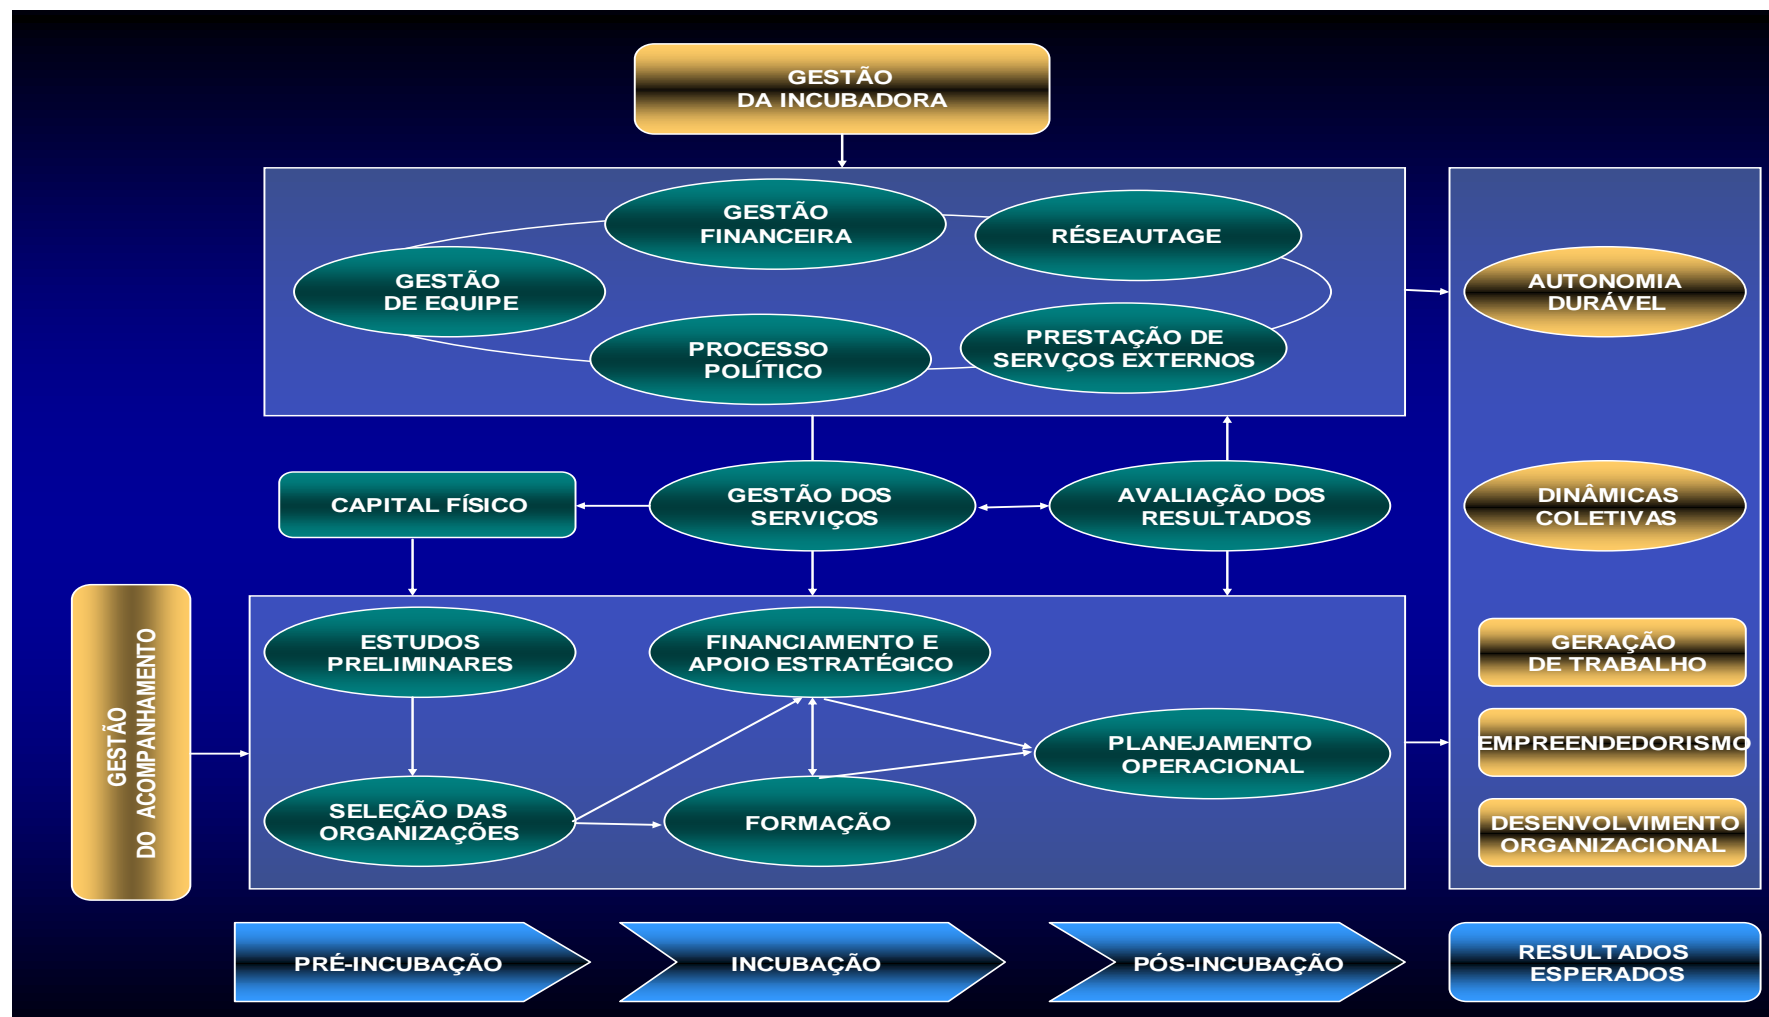 GESTÃO
DA INCUBADORA
GESTÃO
FINANCEIRA
RÉSEAUTAGE
GESTÃO
DE EQUIPE
PROCESSO
POLÍTICO
PRESTAÇÃO DE
SERVÇOS EXTERNOS
AUTONOMIA
DURÁVEL
CAPITAL FÍSICO
GESTÃO DOS
SERVIÇOS
AVALIAÇÃO DOS
RESULTADOS
DINÂMICAS
COLETIVAS
GESTÃO
DO ACOMPANHAMENTO
ESTUDOS
PRELIMINARES
FINANCIAMENTO E
APOIO ESTRATÉGICO
PLANEJAMENTO
OPERACIONAL
SELEÇÃO DAS
ORGANIZAÇÕES
FORMAÇÃO
GERAÇÃO
DE TRABALHO
EMPREENDEDORISMO
DESENVOLVIMENTO
ORGANIZACIONAL
PRÉ-INCUBAÇÃO
INCUBAÇÃO
PÓS-INCUBAÇÃO
RESULTADOS
ESPERADOS